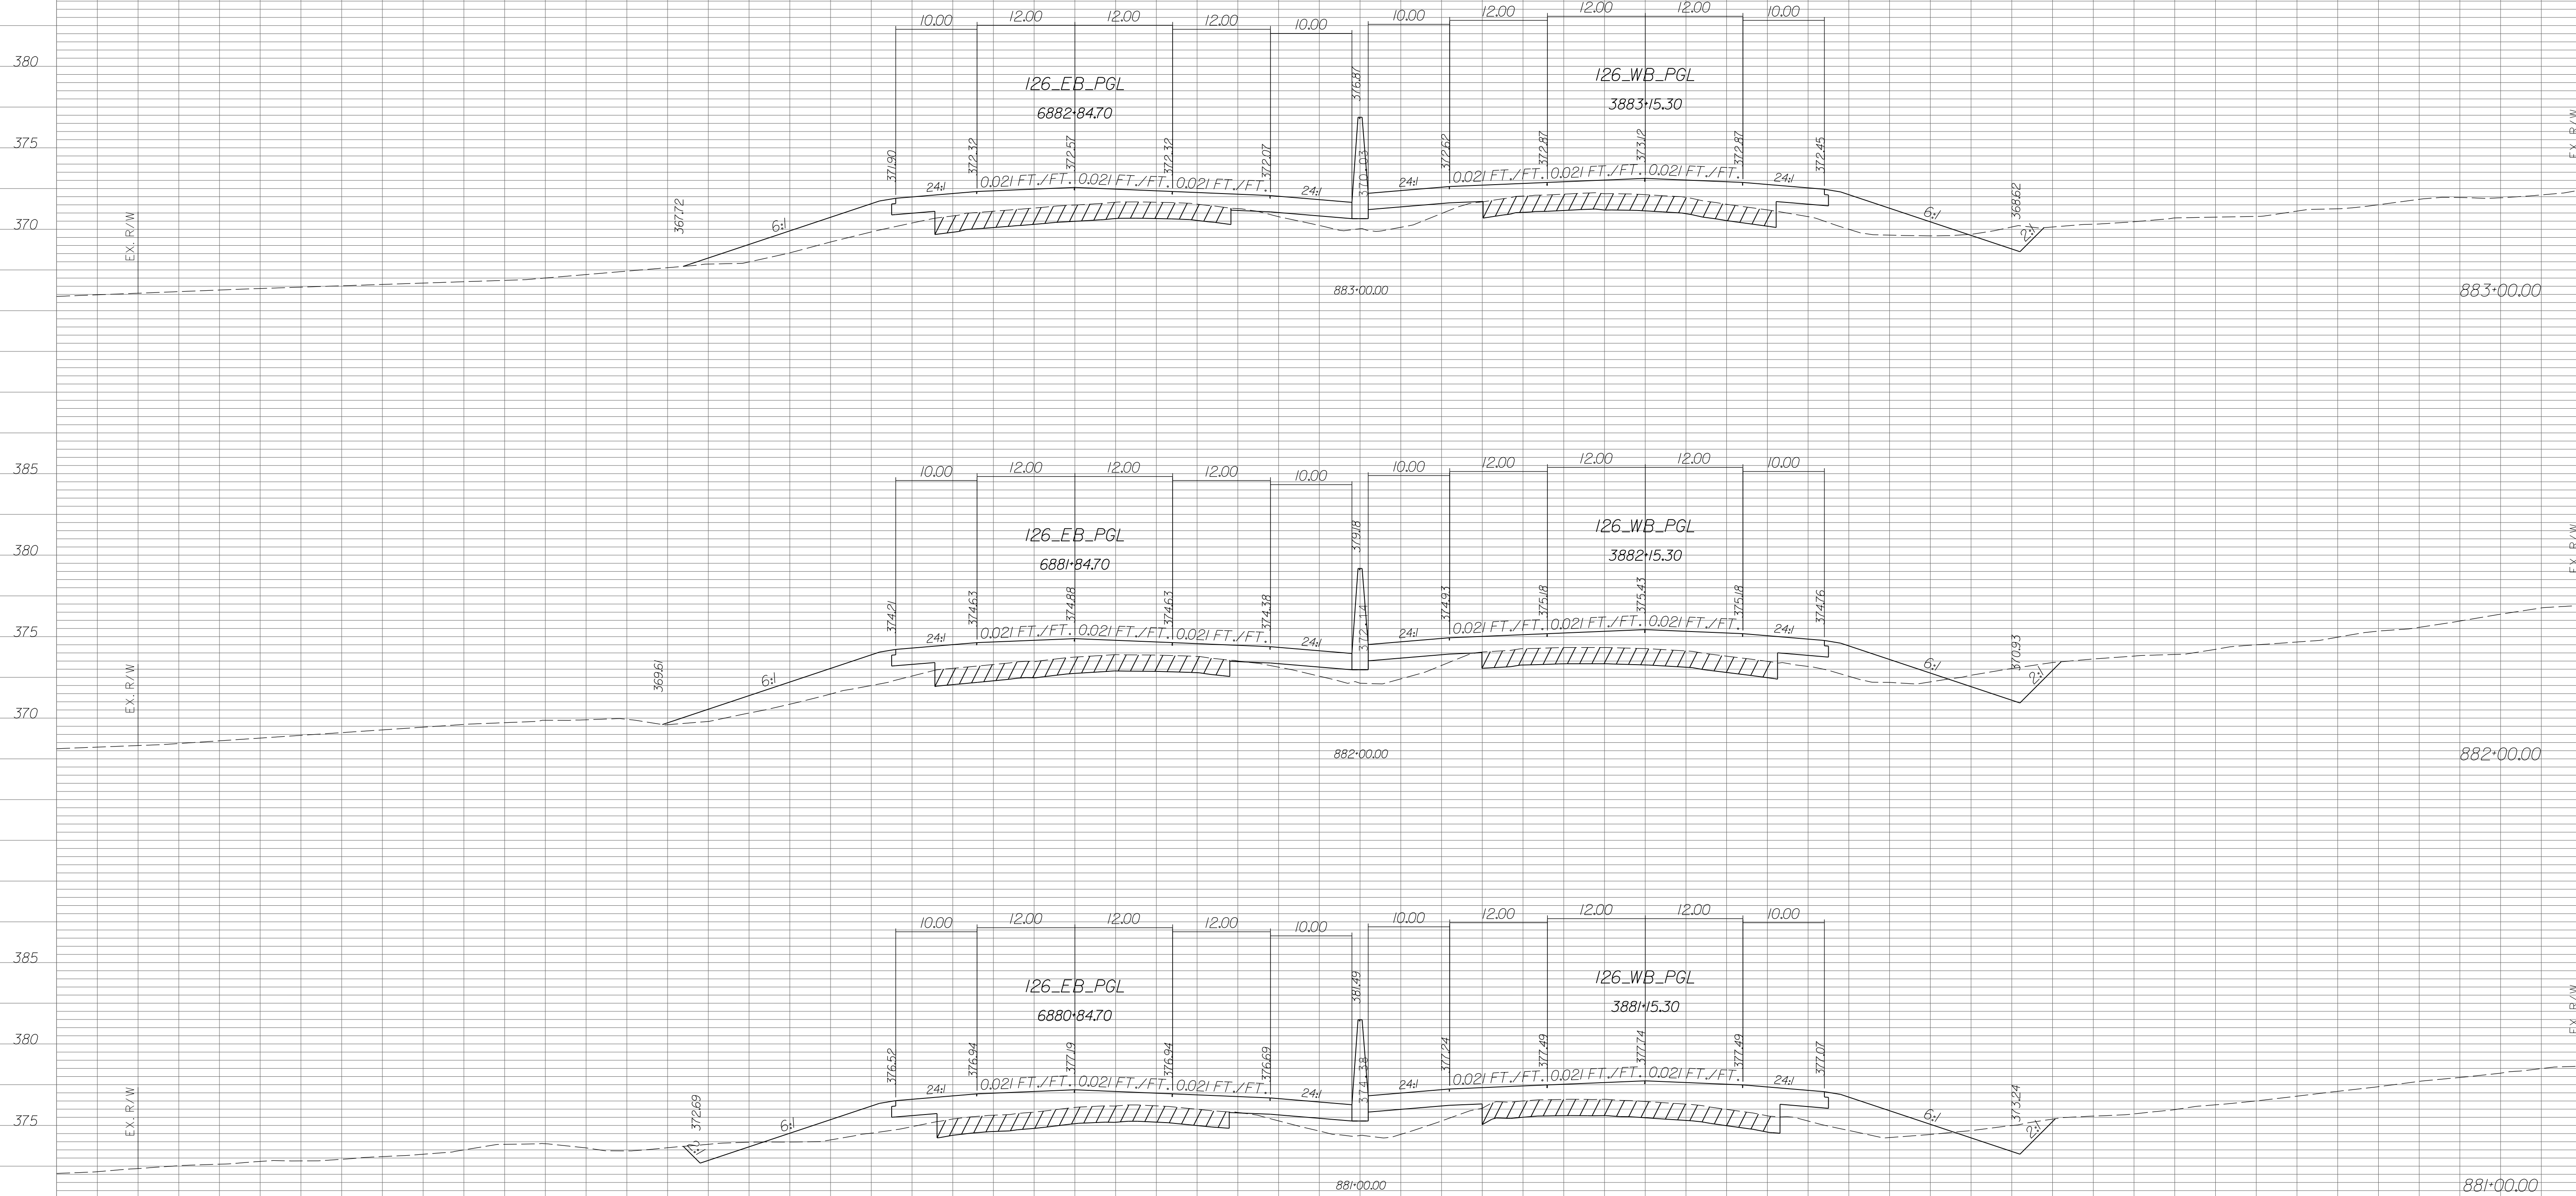 10.00 12.00 12.00 12.00 10.00 10.00 12.00 12.00 12.00 10.00
380
126_EB_PGL 376.87 126_WB_PGL
6882+84.70 3883+15.30
375
371.90 372.32 372.57 372.32 372.07 370.03 372.62 372.87 373.12 372.87 372.45
24:1 0.021 FT./FT. 0.021 FT./FT. 0.021 FT./FT. 24:1 24:1 0.021 FT./FT. 0.021 FT./FT. 0.021 FT./FT. 24:1
EX. R/W 367.72 6:1 6:1 368.62 2:1 EX. R/W
370
883+00.00 883+00.00
385
10.00 12.00 12.00 12.00 10.00 10.00 12.00 12.00 12.00 10.00
380
126_EB_PGL 379.18 126_WB_PGL
6881+84.70 3882+15.30
375
374.21 374.63 374.88 374.63 374.38 372.14 374.93 375.18 375.43 375.18 374.76
24:1 0.021 FT./FT. 0.021 FT./FT. 0.021 FT./FT. 24:1 24:1 0.021 FT./FT. 0.021 FT./FT. 0.021 FT./FT. 24:1
EX. R/W 369.61 6:1 6:1 370.93 2:1 EX. R/W
370
882+00.00 882+00.00
385
10.00 12.00 12.00 12.00 10.00 10.00 12.00 12.00 12.00 10.00
126_EB_PGL 381.49 126_WB_PGL
6880+84.70 3881+15.30
380
376.52 376.94 377.19 376.94 376.69 374.38 377.24 377.49 377.74 377.49 377.07
24:1 0.021 FT./FT. 0.021 FT./FT. 0.021 FT./FT. 24:1 24:1 0.021 FT./FT. 0.021 FT./FT. 0.021 FT./FT. 24:1
375
EX. R/W 372.69 6:1 6:1 373.24 2:1 EX. R/W
881+00.00 881+00.00